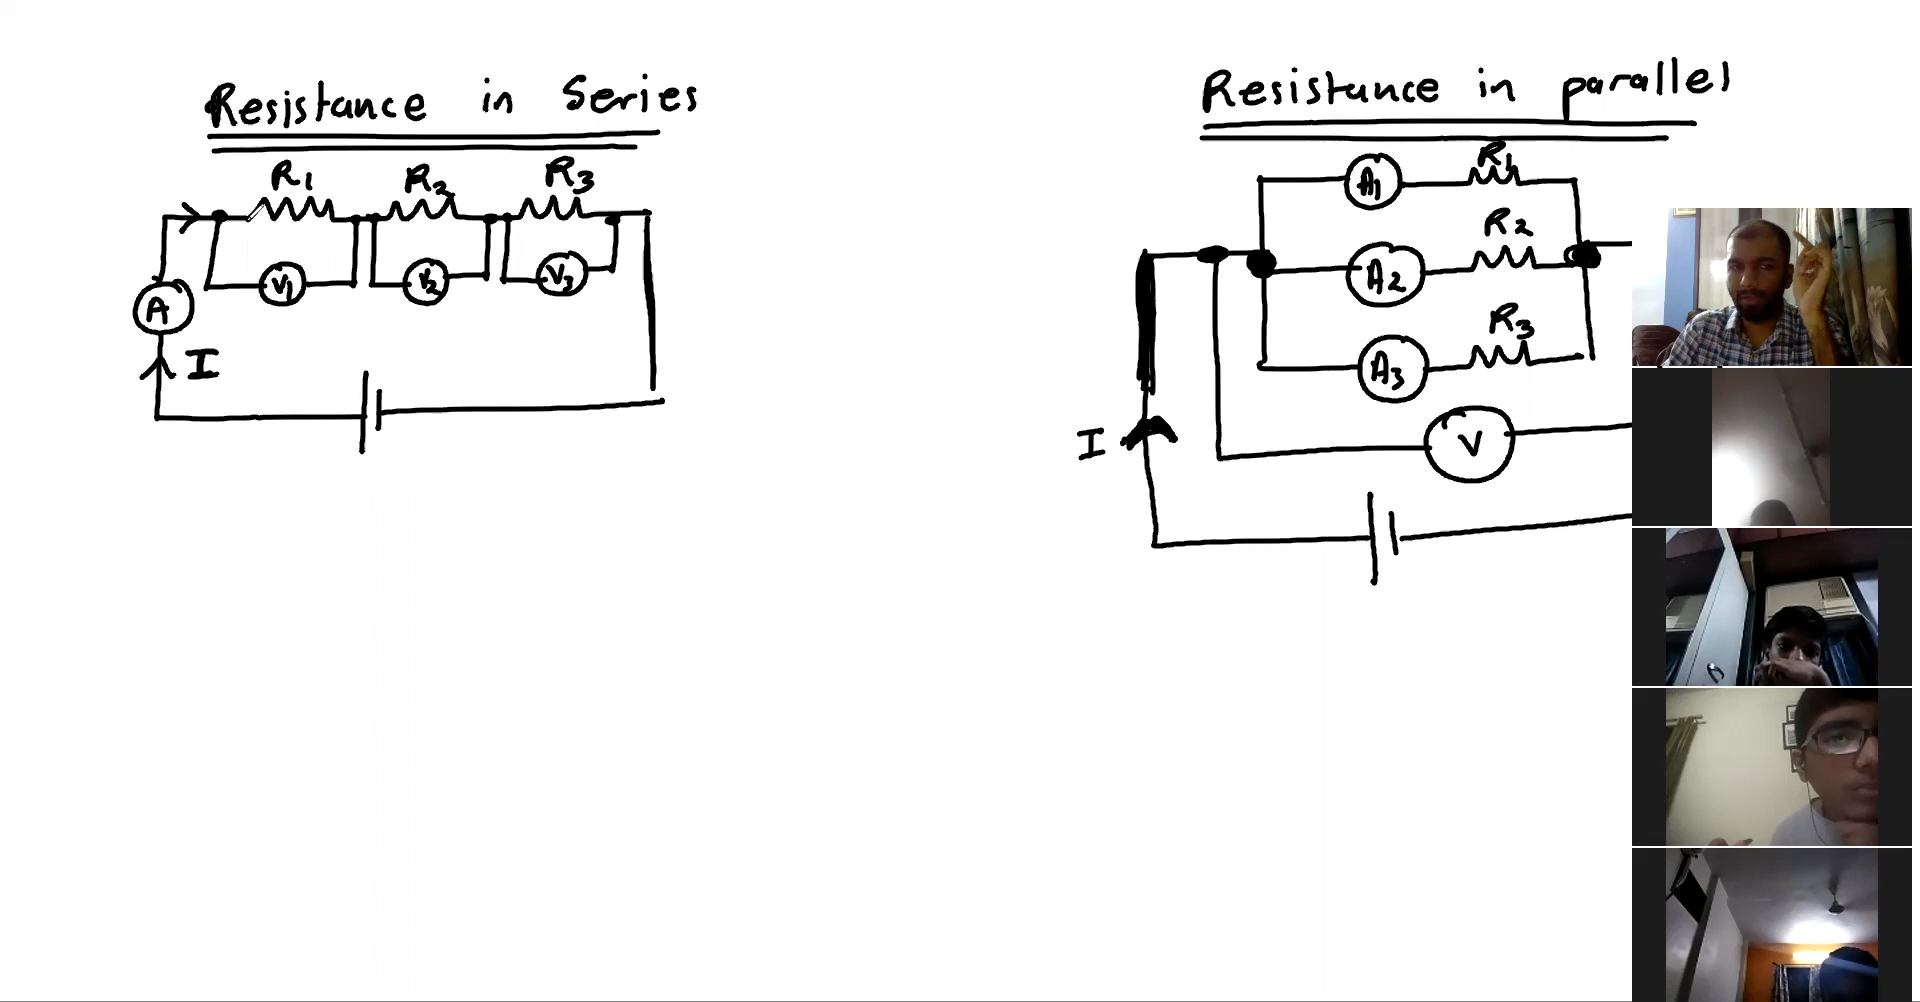 Resistance in Series
R1 R2 R3
V1 V2 V3
A
I
Resistance in parallel
A1 R1
A2 R2
A3 R3
I
V